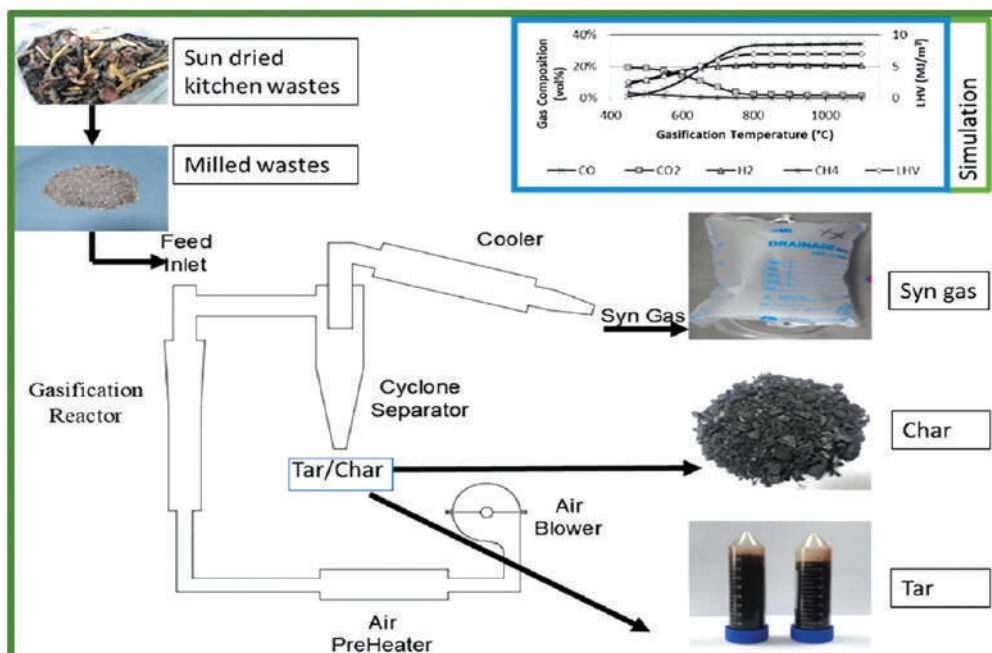 Sun dried
kitchen wastes
Milled wastes
Gas Composition
(vol%)
40%
20%
0%
10
5
0
LHV (MJ/m³)
400
600
800
1000
Gasification Temperature (°C)
CO
CO2
H2
CH4
LHV
Simulation
Feed
Inlet
Cooler
Syn Gas
DRAINAGE
Syn gas
Gasification
Reactor
Cyclone
Separator
Char
Tar/Char
Air
Blower
Tar
Air
PreHeater